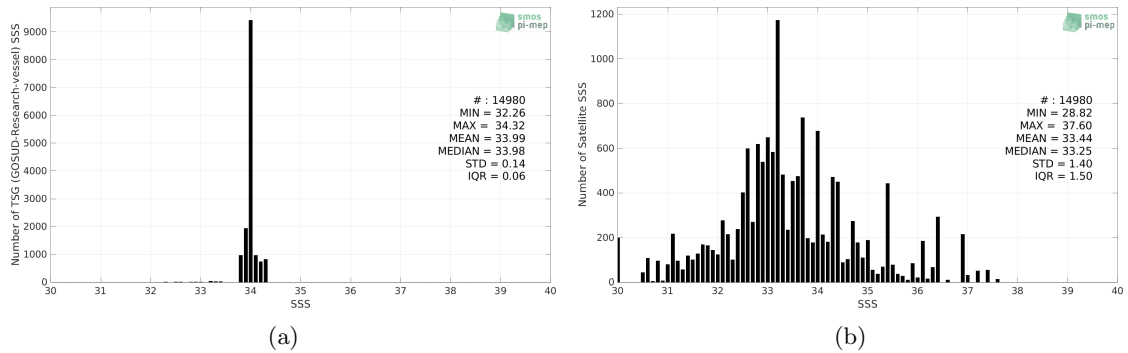 Number of TSG (GOSUD-Research-vessel) SSS
9000
8000
7000
6000
5000
4000
3000
2000
1000
0
30 31 32 33 34 35 36 37 38 39 40
SSS
smos
pi-mep
# : 14980
MIN = 32.26
MAX = 34.32
MEAN = 33.99
MEDIAN = 33.98
STD = 0.14
IQR = 0.06
(a)
Number of Satellite SSS
1200
1000
800
600
400
200
0
30 31 32 33 34 35 36 37 38 39 40
SSS
smos
pi-mep
# : 14980
MIN = 28.82
MAX = 37.60
MEAN = 33.44
MEDIAN = 33.25
STD = 1.40
IQR = 1.50
(b)